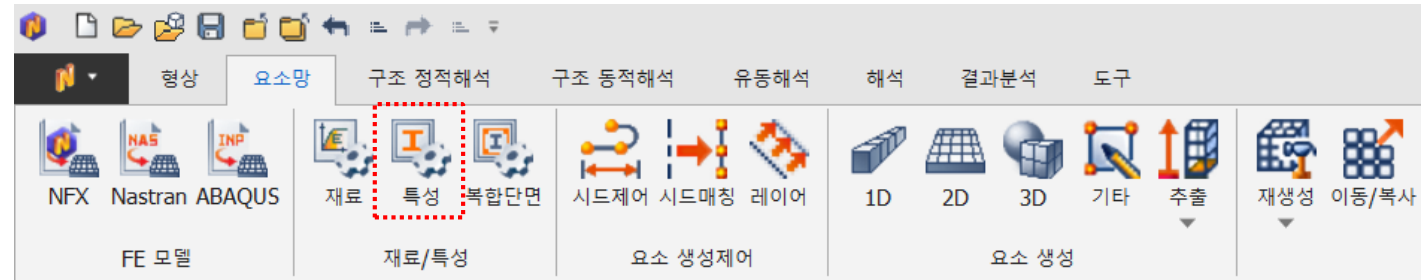 형상 요소망 구조 정적해석 구조 동적해석 유동해석 해석 결과분석 도구
NAS INP
NFX Nastran ABAQUS 재료 특성 복합단면 시드제어 시드매칭 레이어 1D 2D 3D 기타 추출 재생성 이동/복사
FE 모델 재료/특성 요소 생성제어 요소 생성